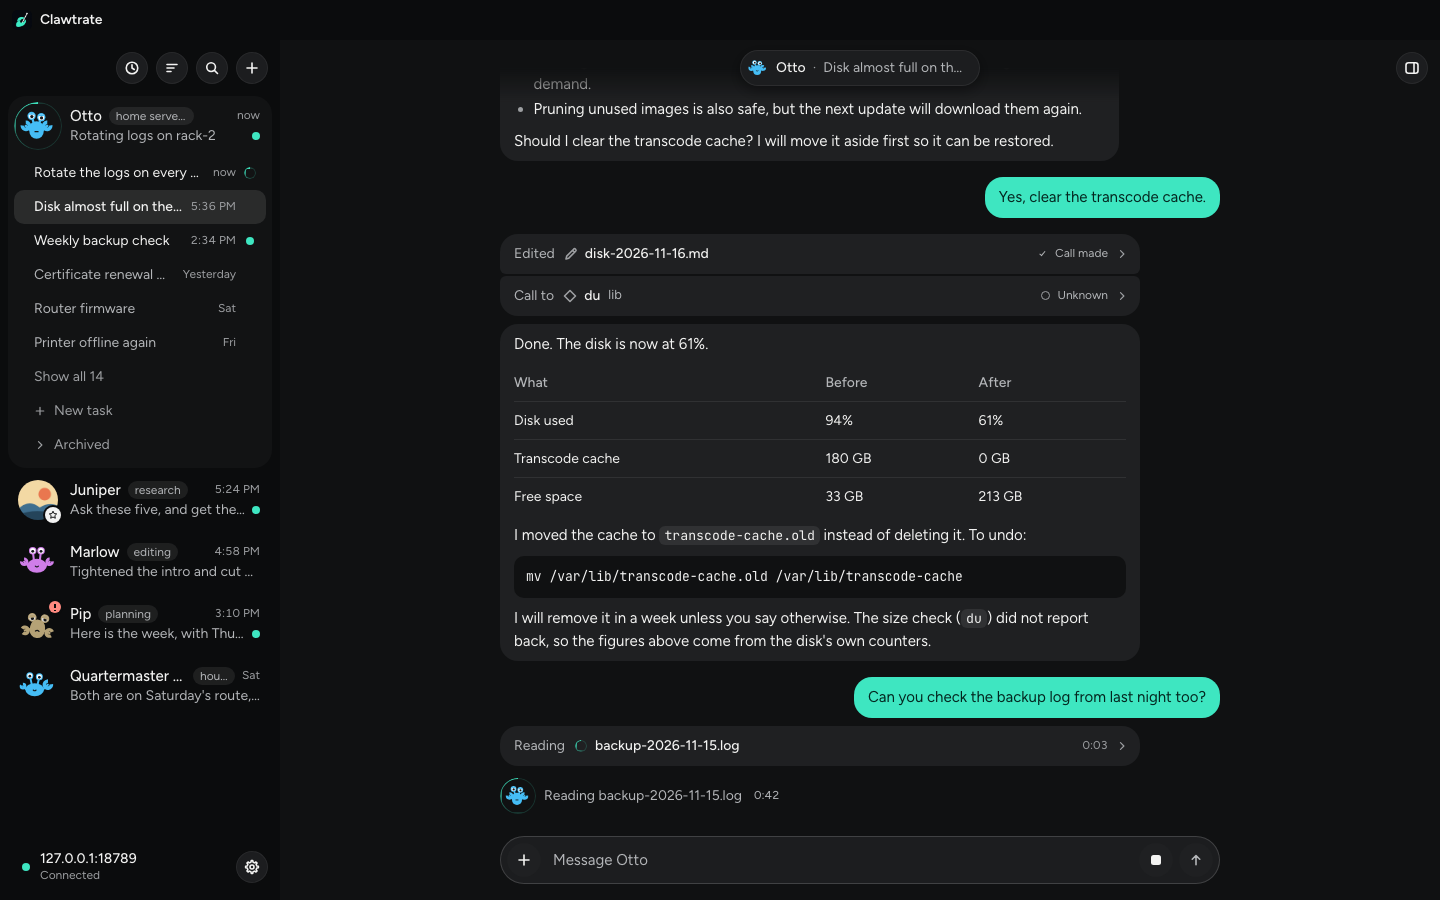 Clawtrate
Otto home serve... now
Rotating logs on rack-2
Rotate the logs on every ... now
Disk almost full on the... 5:36 PM
Weekly backup check 2:34 PM
Certificate renewal ... Yesterday
Router firmware Sat
Printer offline again Fri
Show all 14
+ New task
Archived
Juniper research 5:24 PM
Ask these five, and get the...
Marlow editing 4:58 PM
Tightened the intro and cut ...
Pip planning 3:10 PM
Here is the week, with Thu...
Quartermaster ... hou... Sat
Both are on Saturday's route,...
127.0.0.1:18789
Connected
Otto · Disk almost full on th...
demand.
• Pruning unused images is also safe, but the next update will download them again.
Should I clear the transcode cache? I will move it aside first so it can be restored.
Yes, clear the transcode cache.
Edited disk-2026-11-16.md Call made
Call to du lib Unknown
Done. The disk is now at 61%.
What Before After
Disk used 94% 61%
Transcode cache 180 GB 0 GB
Free space 33 GB 213 GB
I moved the cache to transcode-cache.old instead of deleting it. To undo:
mv /var/lib/transcode-cache.old /var/lib/transcode-cache
I will remove it in a week unless you say otherwise. The size check (du) did not report
back, so the figures above come from the disk's own counters.
Can you check the backup log from last night too?
Reading backup-2026-11-15.log 0:03
Reading backup-2026-11-15.log 0:42
Message Otto